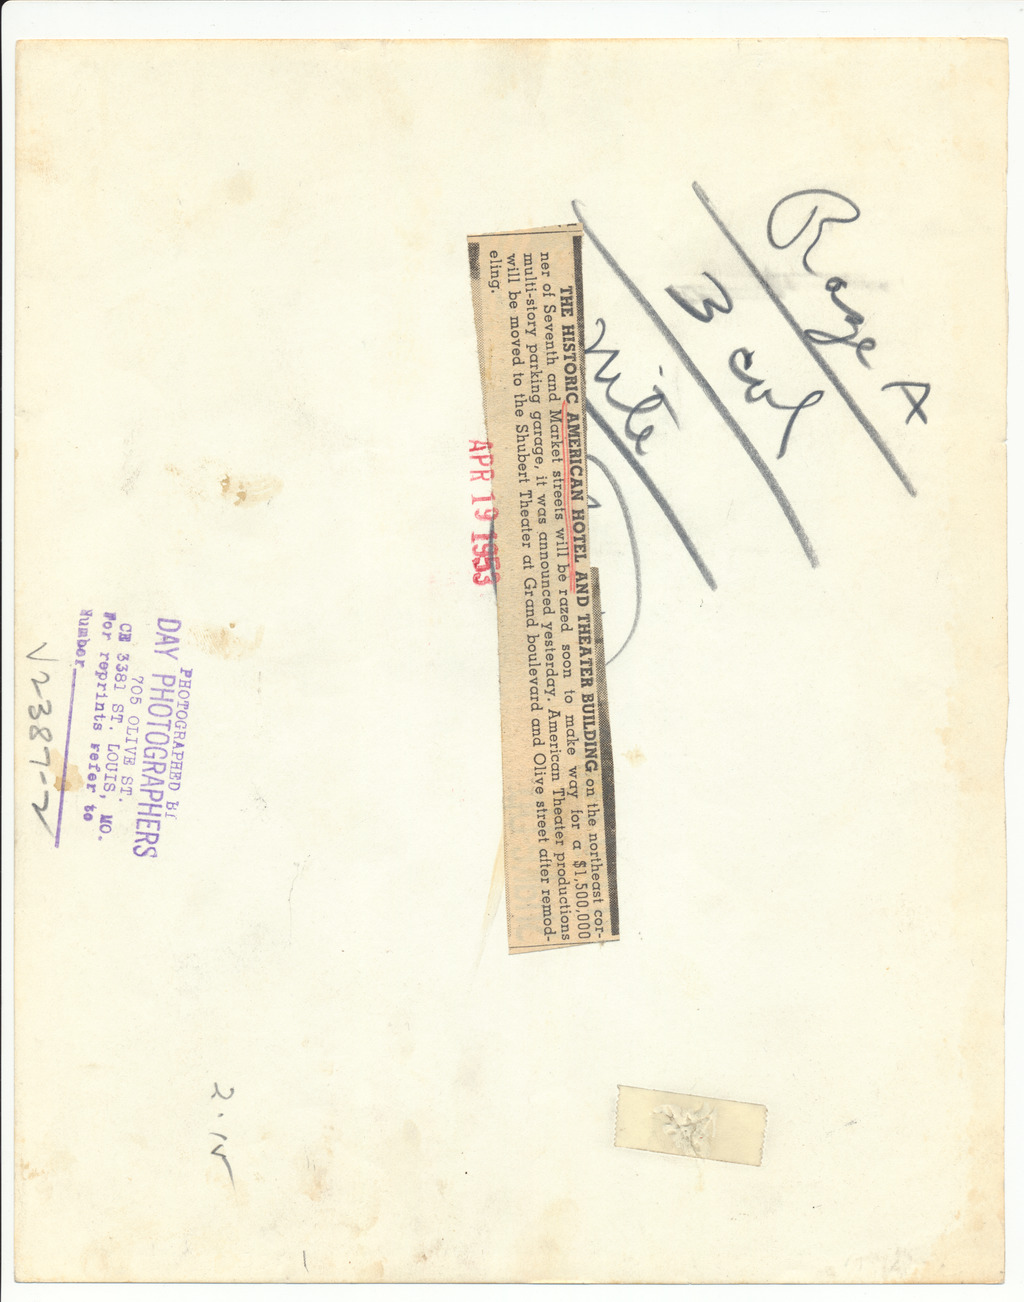 Raze A
3 col
nite
THE HISTORIC AMERICAN HOTEL AND THEATER BUILDING on the northeast cor-
ner of Seventh and Market streets will be razed soon to make way for a $1,500,000
multi-story parking garage, it was announced yesterday. American Theater productions
will be moved to the Shubert Theater at Grand boulevard and Olive street after remod-
eling.
APR 19 1953
PHOTOGRAPHED BY
DAY PHOTOGRAPHERS
705 OLIVE ST.
CE 3381 ST. LOUIS, MO.
For reprints refer to
Number
V2387-2